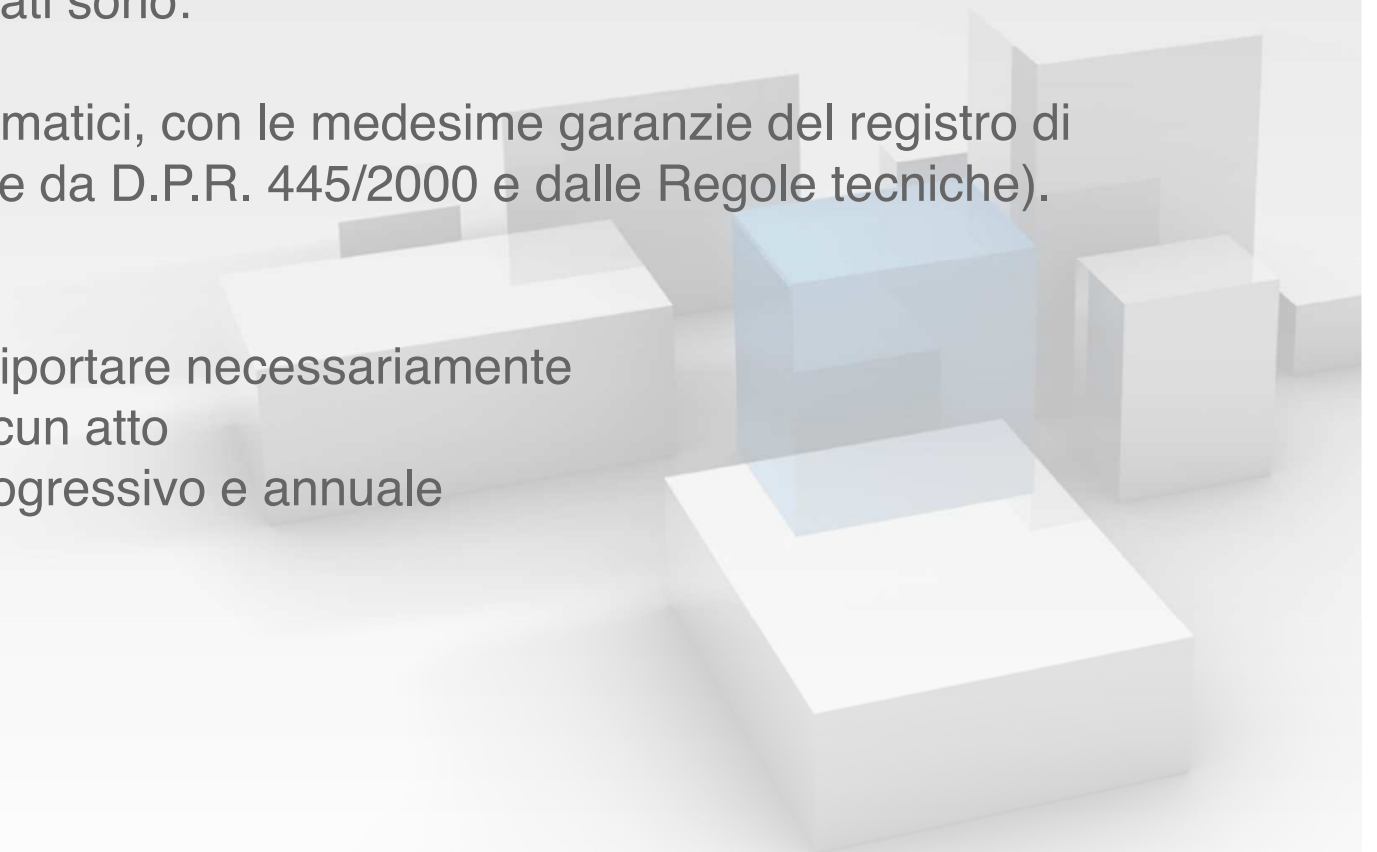 ati sono:
matici, con le medesime garanzie del registro di
e da D.P.R. 445/2000 e dalle Regole tecniche).
iportare necessariamente
cun atto
ogressivo e annuale